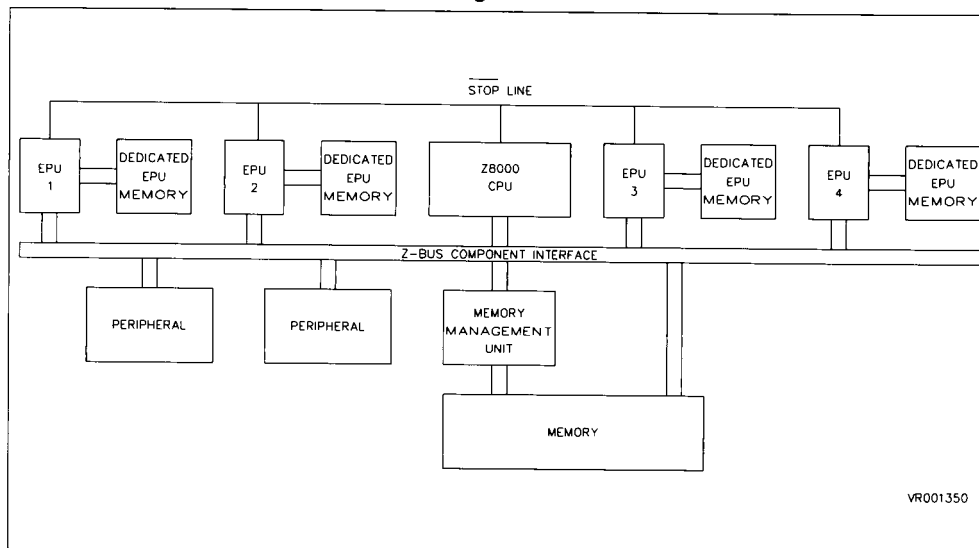 STOP LINE
EPU
1
DEDICATED
EPU
MEMORY
EPU
2
DEDICATED
EPU
MEMORY
Z8000
CPU
EPU
3
DEDICATED
EPU
MEMORY
EPU
4
DEDICATED
EPU
MEMORY
Z-BUS COMPONENT INTERFACE
PERIPHERAL
PERIPHERAL
MEMORY
MANAGEMENT
UNIT
MEMORY
VR001350